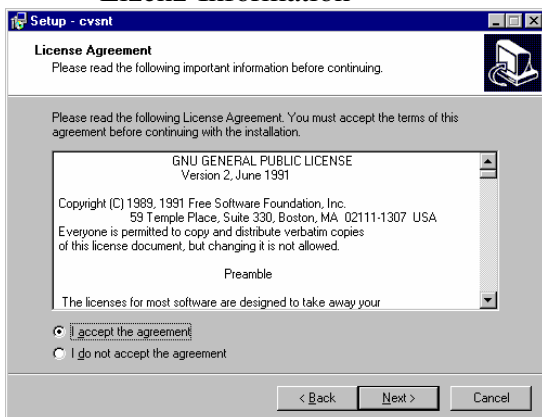 Setup - cvsnt
License Agreement
Please read the following important information before continuing.
Please read the following License Agreement. You must accept the terms of this
agreement before continuing with the installation.
GNU GENERAL PUBLIC LICENSE
Version 2, June 1991
Copyright (C) 1989, 1991 Free Software Foundation, Inc.
59 Temple Place, Suite 330, Boston, MA 02111-1307 USA
Everyone is permitted to copy and distribute verbatim copies
of this license document, but changing it is not allowed.
Preamble
The licenses for most software are designed to take away your
I accept the agreement
I do not accept the agreement
< Back Next > Cancel